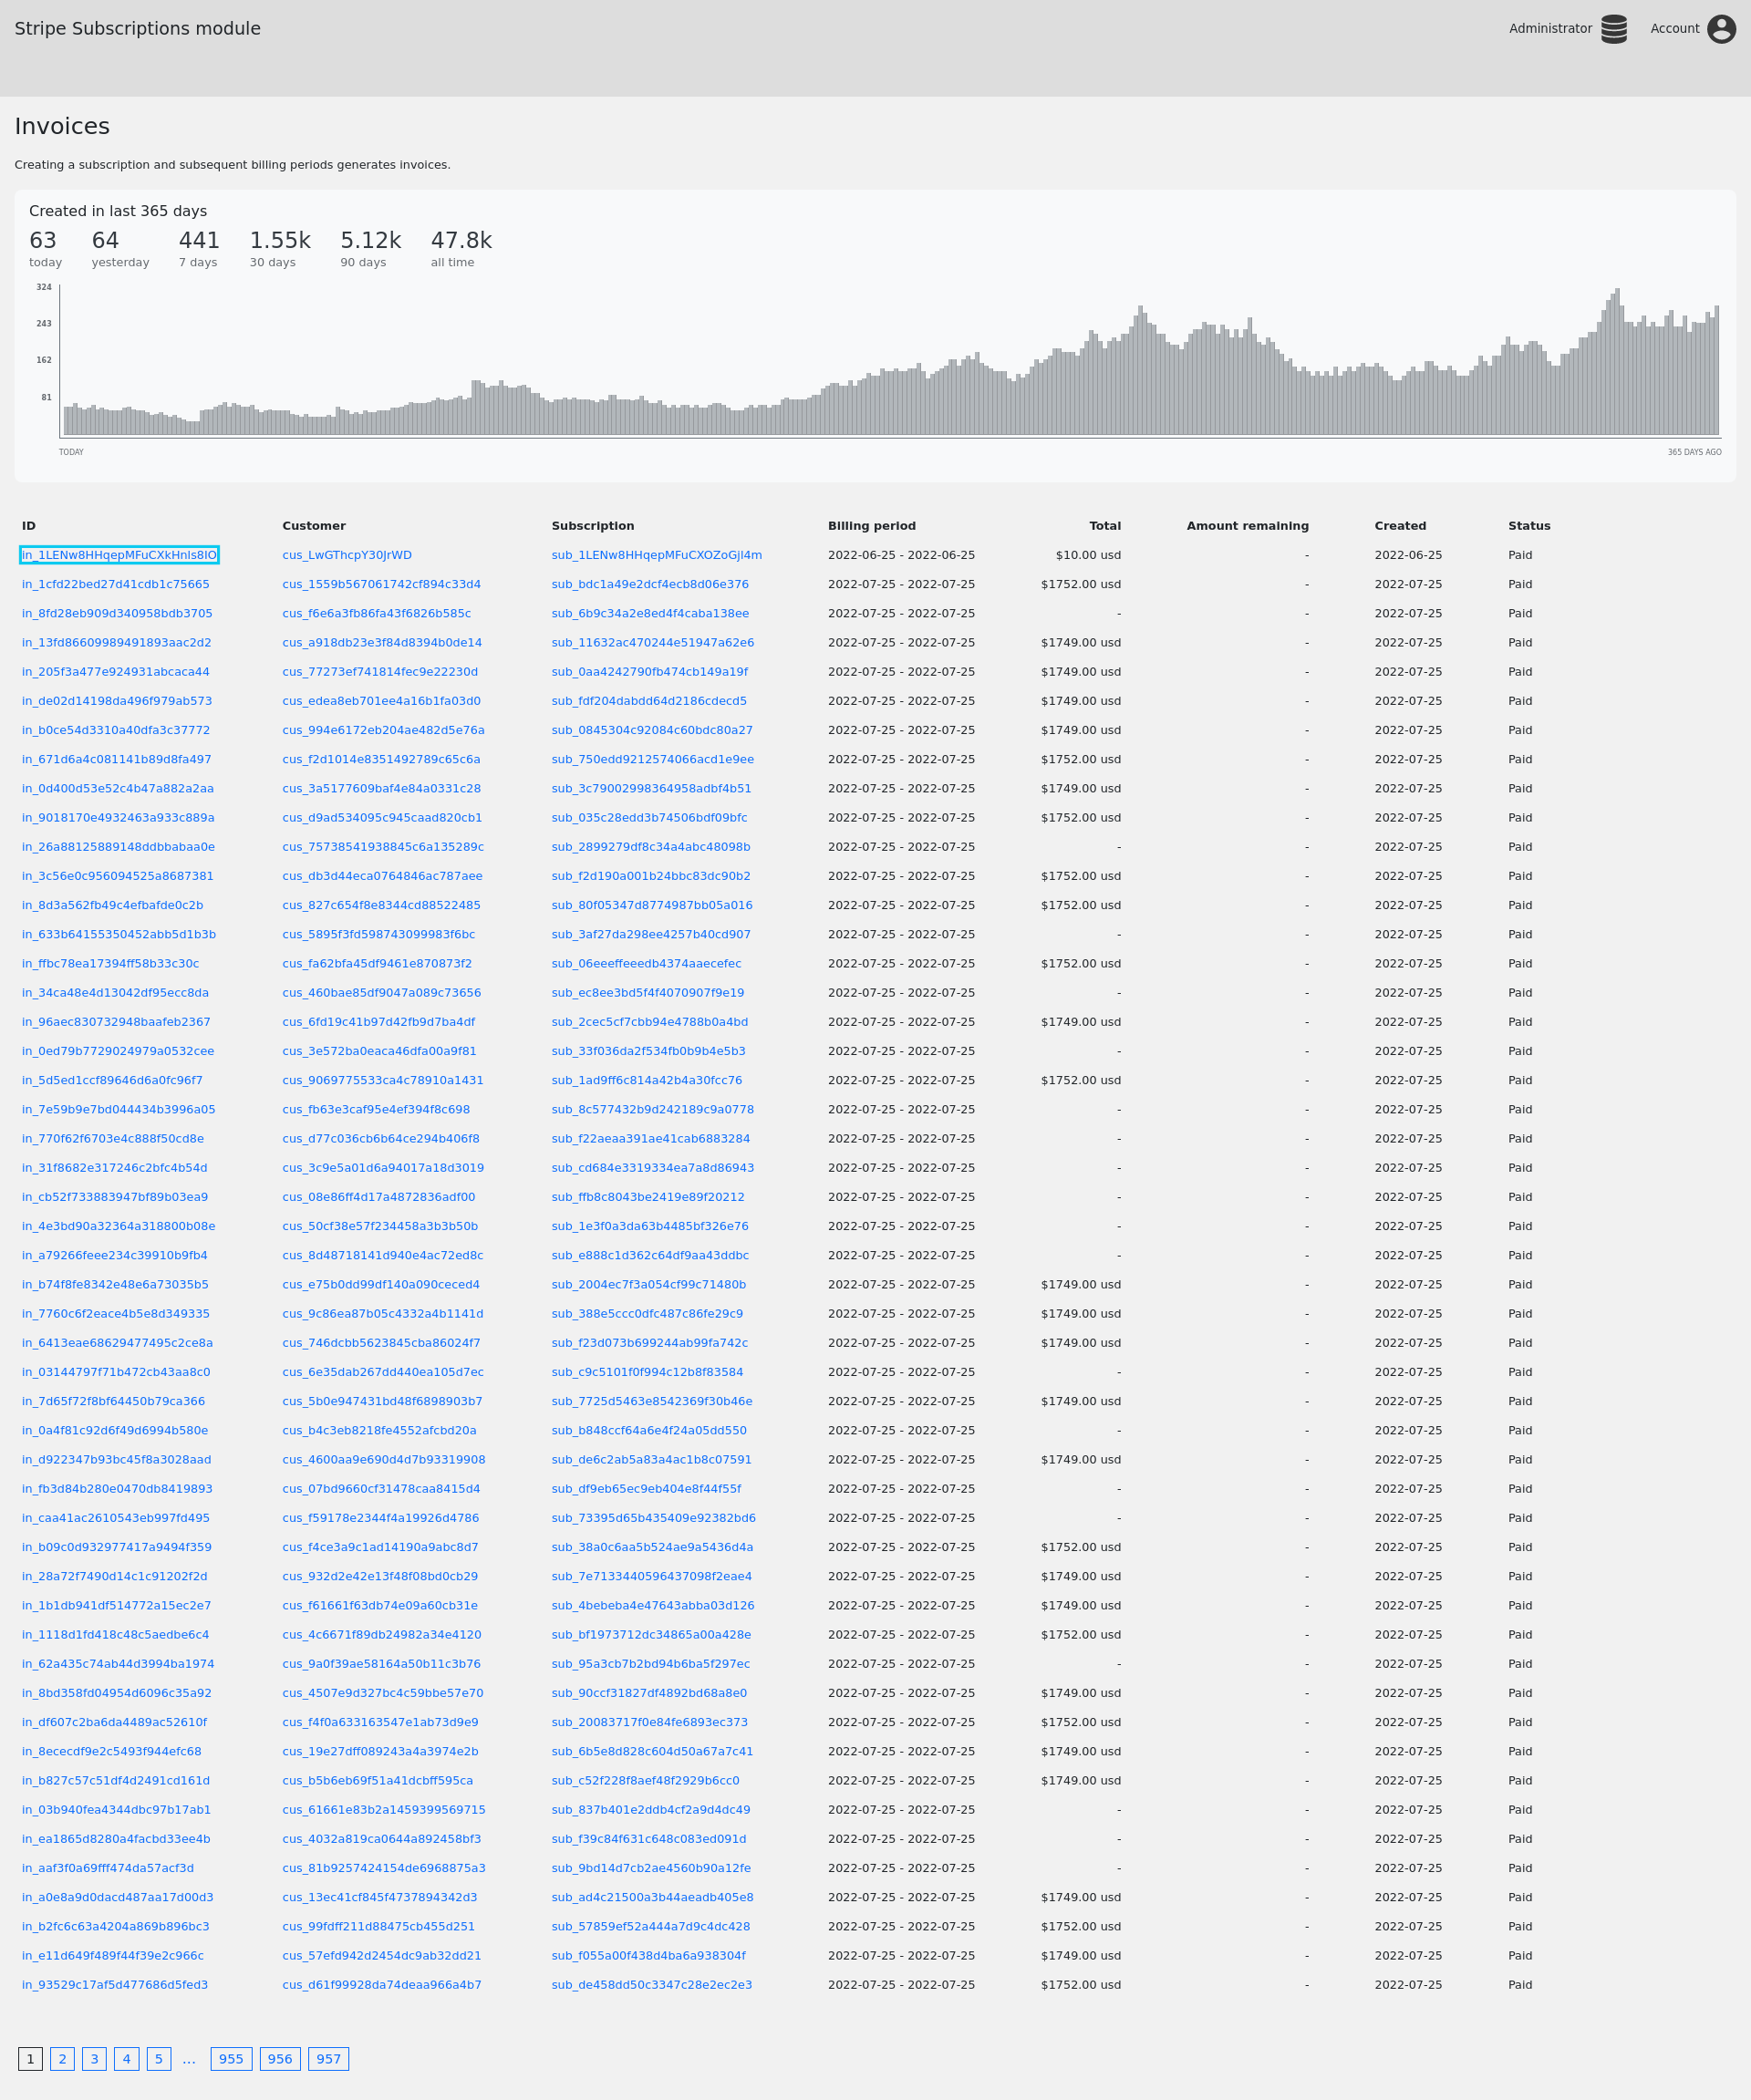 Stripe Subscriptions module
Administrator Account
Invoices
Creating a subscription and subsequent billing periods generates invoices.
Created in last 365 days
63 64 441 1.55k 5.12k 47.8k
today yesterday 7 days 30 days 90 days all time
324
243
162
81
TODAY 365 DAYS AGO
ID Customer Subscription Billing period Total Amount remaining Created Status
in_1LENw8HHqepMFuCXkHnls8IO cus_LwGThcpY30JrWD sub_1LENw8HHqepMFuCXOZoGjl4m 2022-06-25 - 2022-06-25 $10.00 usd - 2022-06-25 Paid
in_1cfd22bed27d41cdb1c75665 cus_1559b567061742cf894c33d4 sub_bdc1a49e2dcf4ecb8d06e376 2022-07-25 - 2022-07-25 $1752.00 usd - 2022-07-25 Paid
in_8fd28eb909d340958bdb3705 cus_f6e6a3fb86fa43f6826b585c sub_6b9c34a2e8ed4f4caba138ee 2022-07-25 - 2022-07-25 - - 2022-07-25 Paid
in_13fd86609989491893aac2d2 cus_a918db23e3f84d8394b0de14 sub_11632ac470244e51947a62e6 2022-07-25 - 2022-07-25 $1749.00 usd - 2022-07-25 Paid
in_205f3a477e924931abcaca44 cus_77273ef741814fec9e22230d sub_0aa4242790fb474cb149a19f 2022-07-25 - 2022-07-25 $1749.00 usd - 2022-07-25 Paid
in_de02d14198da496f979ab573 cus_edea8eb701ee4a16b1fa03d0 sub_fdf204dabdd64d2186cdecd5 2022-07-25 - 2022-07-25 $1749.00 usd - 2022-07-25 Paid
in_b0ce54d3310a40dfa3c37772 cus_994e6172eb204ae482d5e76a sub_0845304c92084c60bdc80a27 2022-07-25 - 2022-07-25 $1749.00 usd - 2022-07-25 Paid
in_671d6a4c081141b89d8fa497 cus_f2d1014e8351492789c65c6a sub_750edd9212574066acd1e9ee 2022-07-25 - 2022-07-25 $1752.00 usd - 2022-07-25 Paid
in_0d400d53e52c4b47a882a2aa cus_3a5177609baf4e84a0331c28 sub_3c79002998364958adbf4b51 2022-07-25 - 2022-07-25 $1749.00 usd - 2022-07-25 Paid
in_9018170e4932463a933c889a cus_d9ad534095c945caad820cb1 sub_035c28edd3b74506bdf09bfc 2022-07-25 - 2022-07-25 $1752.00 usd - 2022-07-25 Paid
in_26a88125889148ddbbabaa0e cus_75738541938845c6a135289c sub_2899279df8c34a4abc48098b 2022-07-25 - 2022-07-25 - - 2022-07-25 Paid
in_3c56e0c956094525a8687381 cus_db3d44eca0764846ac787aee sub_f2d190a001b24bbc83dc90b2 2022-07-25 - 2022-07-25 $1752.00 usd - 2022-07-25 Paid
in_8d3a562fb49c4efbafde0c2b cus_827c654f8e8344cd88522485 sub_80f05347d8774987bb05a016 2022-07-25 - 2022-07-25 $1752.00 usd - 2022-07-25 Paid
in_633b64155350452abb5d1b3b cus_5895f3fd598743099983f6bc sub_3af27da298ee4257b40cd907 2022-07-25 - 2022-07-25 - - 2022-07-25 Paid
in_ffbc78ea17394ff58b33c30c cus_fa62bfa45df9461e870873f2 sub_06eeeffeeedb4374aaecefec 2022-07-25 - 2022-07-25 $1752.00 usd - 2022-07-25 Paid
in_34ca48e4d13042df95ecc8da cus_460bae85df9047a089c73656 sub_ec8ee3bd5f4f4070907f9e19 2022-07-25 - 2022-07-25 - - 2022-07-25 Paid
in_96aec830732948baafeb2367 cus_6fd19c41b97d42fb9d7ba4df sub_2cec5cf7cbb94e4788b0a4bd 2022-07-25 - 2022-07-25 $1749.00 usd - 2022-07-25 Paid
in_0ed79b7729024979a0532cee cus_3e572ba0eaca46dfa00a9f81 sub_33f036da2f534fb0b9b4e5b3 2022-07-25 - 2022-07-25 - - 2022-07-25 Paid
in_5d5ed1ccf89646d6a0fc96f7 cus_9069775533ca4c78910a1431 sub_1ad9ff6c814a42b4a30fcc76 2022-07-25 - 2022-07-25 $1752.00 usd - 2022-07-25 Paid
in_7e59b9e7bd044434b3996a05 cus_fb63e3caf95e4ef394f8c698 sub_8c577432b9d242189c9a0778 2022-07-25 - 2022-07-25 - - 2022-07-25 Paid
in_770f62f6703e4c888f50cd8e cus_d77c036cb6b64ce294b406f8 sub_f22aeaa391ae41cab6883284 2022-07-25 - 2022-07-25 - - 2022-07-25 Paid
in_31f8682e317246c2bfc4b54d cus_3c9e5a01d6a94017a18d3019 sub_cd684e3319334ea7a8d86943 2022-07-25 - 2022-07-25 - - 2022-07-25 Paid
in_cb52f733883947bf89b03ea9 cus_08e86ff4d17a4872836adf00 sub_ffb8c8043be2419e89f20212 2022-07-25 - 2022-07-25 - - 2022-07-25 Paid
in_4e3bd90a32364a318800b08e cus_50cf38e57f234458a3b3b50b sub_1e3f0a3da63b4485bf326e76 2022-07-25 - 2022-07-25 - - 2022-07-25 Paid
in_a79266feee234c39910b9fb4 cus_8d48718141d940e4ac72ed8c sub_e888c1d362c64df9aa43ddbc 2022-07-25 - 2022-07-25 - - 2022-07-25 Paid
in_b74f8fe8342e48e6a73035b5 cus_e75b0dd99df140a090ceced4 sub_2004ec7f3a054cf99c71480b 2022-07-25 - 2022-07-25 $1749.00 usd - 2022-07-25 Paid
in_7760c6f2eace4b5e8d349335 cus_9c86ea87b05c4332a4b1141d sub_388e5ccc0dfc487c86fe29c9 2022-07-25 - 2022-07-25 $1749.00 usd - 2022-07-25 Paid
in_6413eae68629477495c2ce8a cus_746dcbb5623845cba86024f7 sub_f23d073b699244ab99fa742c 2022-07-25 - 2022-07-25 $1749.00 usd - 2022-07-25 Paid
in_03144797f71b472cb43aa8c0 cus_6e35dab267dd440ea105d7ec sub_c9c5101f0f994c12b8f83584 2022-07-25 - 2022-07-25 - - 2022-07-25 Paid
in_7d65f72f8bf64450b79ca366 cus_5b0e947431bd48f6898903b7 sub_7725d5463e8542369f30b46e 2022-07-25 - 2022-07-25 $1749.00 usd - 2022-07-25 Paid
in_0a4f81c92d6f49d6994b580e cus_b4c3eb8218fe4552afcbd20a sub_b848ccf64a6e4f24a05dd550 2022-07-25 - 2022-07-25 - - 2022-07-25 Paid
in_d922347b93bc45f8a3028aad cus_4600aa9e690d4d7b93319908 sub_de6c2ab5a83a4ac1b8c07591 2022-07-25 - 2022-07-25 $1749.00 usd - 2022-07-25 Paid
in_fb3d84b280e0470db8419893 cus_07bd9660cf31478caa8415d4 sub_df9eb65ec9eb404e8f44f55f 2022-07-25 - 2022-07-25 - - 2022-07-25 Paid
in_caa41ac2610543eb997fd495 cus_f59178e2344f4a19926d4786 sub_73395d65b435409e92382bd6 2022-07-25 - 2022-07-25 - - 2022-07-25 Paid
in_b09c0d932977417a9494f359 cus_f4ce3a9c1ad14190a9abc8d7 sub_38a0c6aa5b524ae9a5436d4a 2022-07-25 - 2022-07-25 $1752.00 usd - 2022-07-25 Paid
in_28a72f7490d14c1c91202f2d cus_932d2e42e13f48f08bd0cb29 sub_7e7133440596437098f2eae4 2022-07-25 - 2022-07-25 $1749.00 usd - 2022-07-25 Paid
in_1b1db941df514772a15ec2e7 cus_f61661f63db74e09a60cb31e sub_4bebeba4e47643abba03d126 2022-07-25 - 2022-07-25 $1749.00 usd - 2022-07-25 Paid
in_1118d1fd418c48c5aedbe6c4 cus_4c6671f89db24982a34e4120 sub_bf1973712dc34865a00a428e 2022-07-25 - 2022-07-25 $1752.00 usd - 2022-07-25 Paid
in_62a435c74ab44d3994ba1974 cus_9a0f39ae58164a50b11c3b76 sub_95a3cb7b2bd94b6ba5f297ec 2022-07-25 - 2022-07-25 - - 2022-07-25 Paid
in_8bd358fd04954d6096c35a92 cus_4507e9d327bc4c59bbe57e70 sub_90ccf31827df4892bd68a8e0 2022-07-25 - 2022-07-25 $1749.00 usd - 2022-07-25 Paid
in_df607c2ba6da4489ac52610f cus_f4f0a633163547e1ab73d9e9 sub_20083717f0e84fe6893ec373 2022-07-25 - 2022-07-25 $1752.00 usd - 2022-07-25 Paid
in_8ececdf9e2c5493f944efc68 cus_19e27dff089243a4a3974e2b sub_6b5e8d828c604d50a67a7c41 2022-07-25 - 2022-07-25 $1749.00 usd - 2022-07-25 Paid
in_b827c57c51df4d2491cd161d cus_b5b6eb69f51a41dcbff595ca sub_c52f228f8aef48f2929b6cc0 2022-07-25 - 2022-07-25 $1749.00 usd - 2022-07-25 Paid
in_03b940fea4344dbc97b17ab1 cus_61661e83b2a1459399569715 sub_837b401e2ddb4cf2a9d4dc49 2022-07-25 - 2022-07-25 - - 2022-07-25 Paid
in_ea1865d8280a4facbd33ee4b cus_4032a819ca0644a892458bf3 sub_f39c84f631c648c083ed091d 2022-07-25 - 2022-07-25 - - 2022-07-25 Paid
in_aaf3f0a69fff474da57acf3d cus_81b9257424154de6968875a3 sub_9bd14d7cb2ae4560b90a12fe 2022-07-25 - 2022-07-25 - - 2022-07-25 Paid
in_a0e8a9d0dacd487aa17d00d3 cus_13ec41cf845f4737894342d3 sub_ad4c21500a3b44aeadb405e8 2022-07-25 - 2022-07-25 $1749.00 usd - 2022-07-25 Paid
in_b2fc6c63a4204a869b896bc3 cus_99fdff211d88475cb455d251 sub_57859ef52a444a7d9c4dc428 2022-07-25 - 2022-07-25 $1752.00 usd - 2022-07-25 Paid
in_e11d649f489f44f39e2c966c cus_57efd942d2454dc9ab32dd21 sub_f055a00f438d4ba6a938304f 2022-07-25 - 2022-07-25 $1749.00 usd - 2022-07-25 Paid
in_93529c17af5d477686d5fed3 cus_d61f99928da74deaa966a4b7 sub_de458dd50c3347c28e2ec2e3 2022-07-25 - 2022-07-25 $1752.00 usd - 2022-07-25 Paid
1 2 3 4 5 … 955 956 957